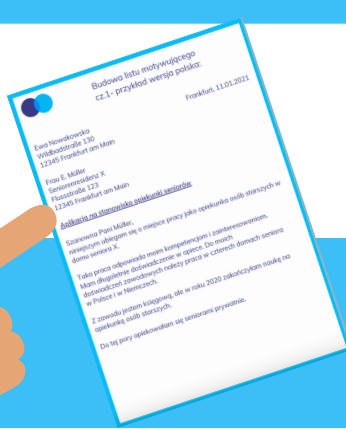 Budowa listu motywującego
cz.1- przykład wersja polska:
Frankfurt, 11.01.2021
Ewa Nowakowska
Wildbadstraße 130
12345 Frankfurt am Main
Frau E. Müller
Seniorenresidenz X
Flussstraße 123
12345 Frankfurt am Main
Aplikacja na stanowisko opiekunki seniorów
Szanowna Pani Muller,
niniejszym ubiegam się o miejsce pracy jako opiekunka osób starszych w
domu seniora X.
Taka praca odpowiada moim kompetencjom i zainteresowaniom.
Mam długoletnie doświadczenie w opiece. Do moich
doświadczeń zawodowych należy praca w czterech domach seniora
w Polsce i w Niemczech.
Z zawodu jestem księgową, ale w roku 2020 zakończyłam naukę na
opiekunkę osób starszych.
Do tej pory opiekowałam się seniorami prywatnie.